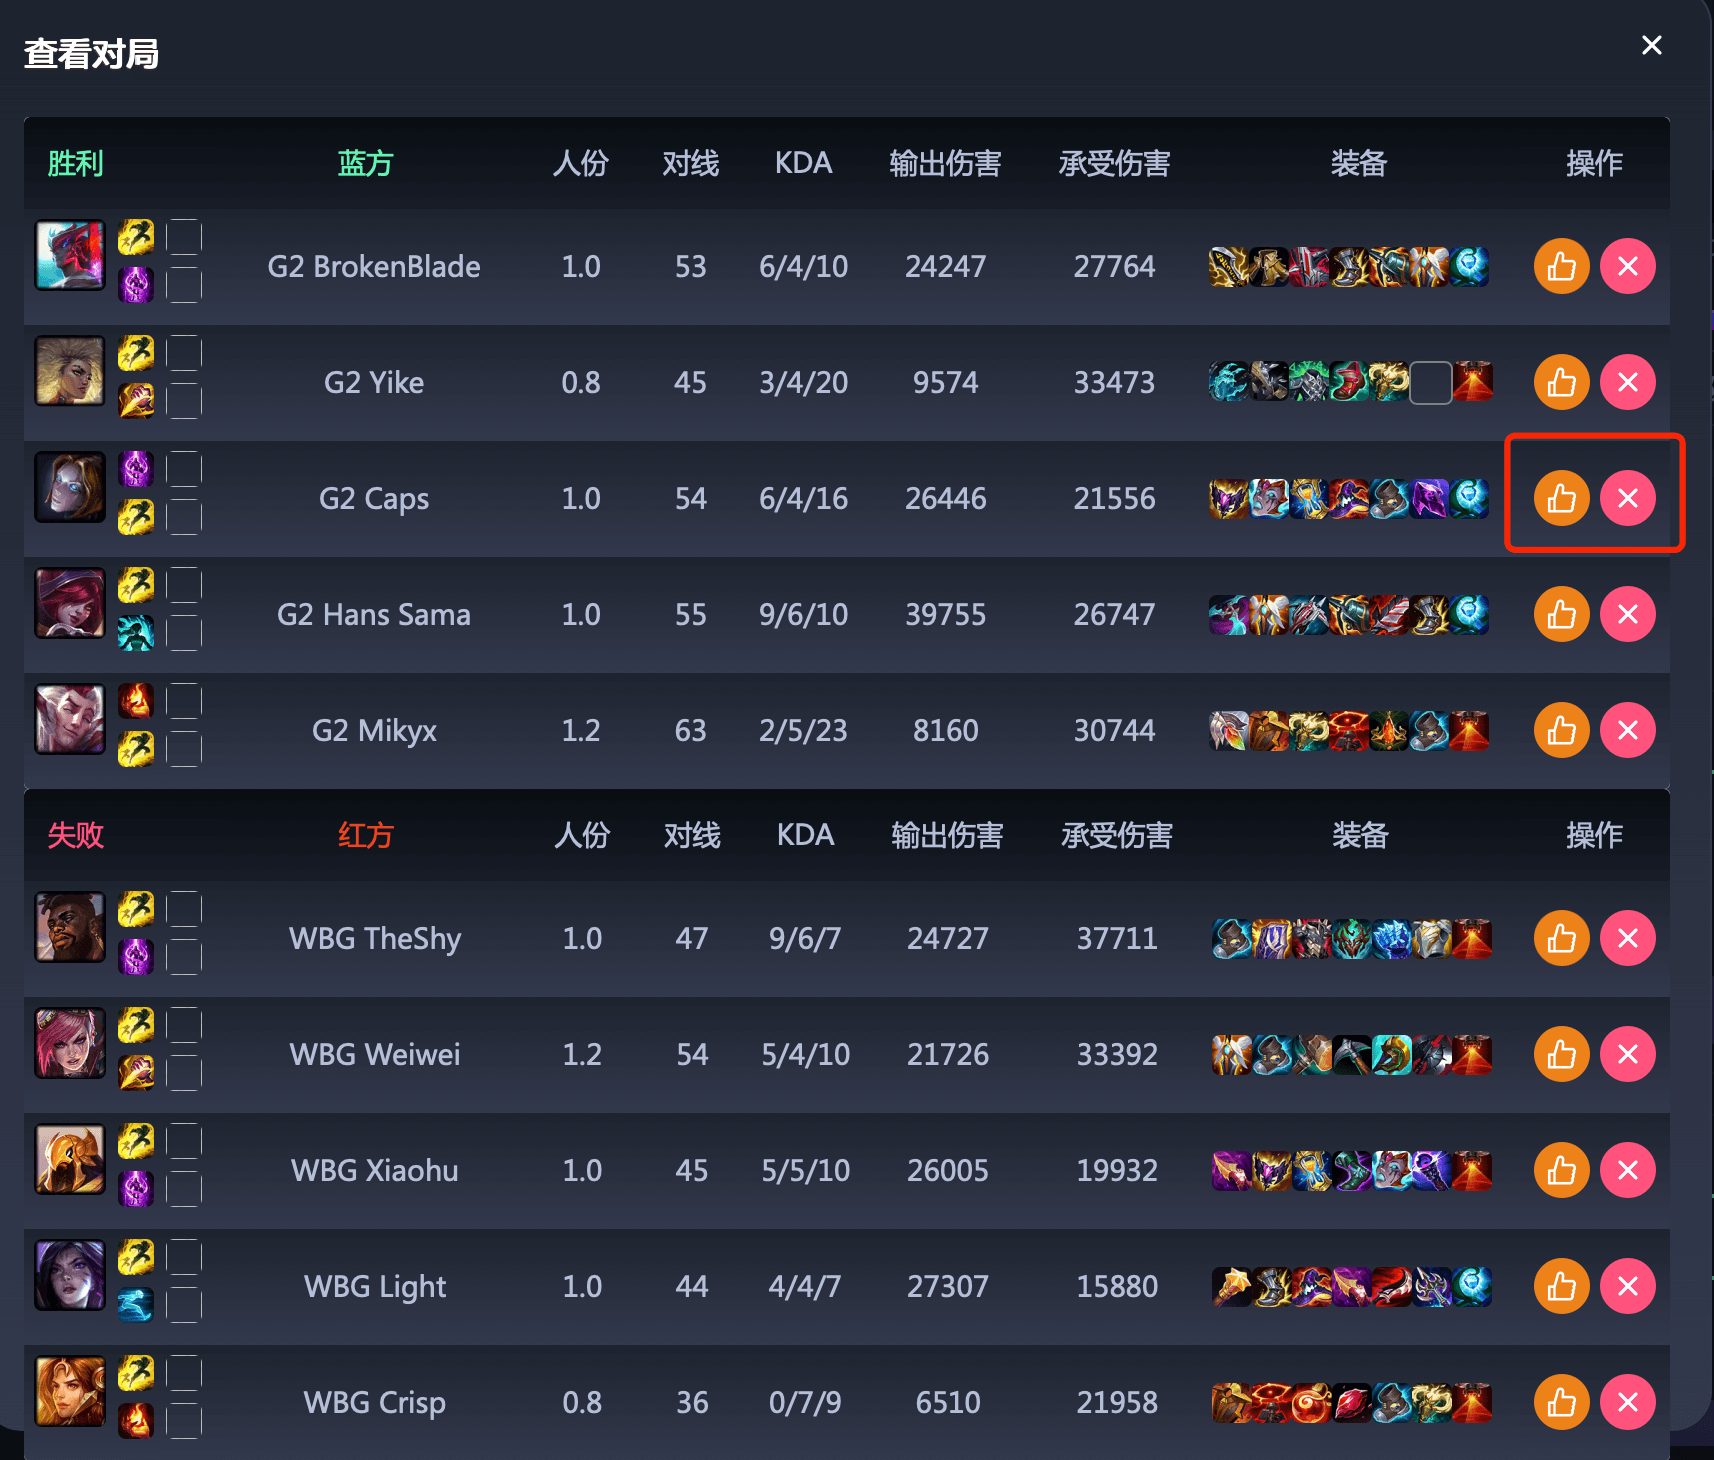 查看对局
胜利 蓝方 人份 对线 KDA 输出伤害 承受伤害 装备 操作
G2 BrokenBlade 1.0 53 6/4/10 24247 27764
G2 Yike 0.8 45 3/4/20 9574 33473
G2 Caps 1.0 54 6/4/16 26446 21556
G2 Hans Sama 1.0 55 9/6/10 39755 26747
G2 Mikyx 1.2 63 2/5/23 8160 30744
失败 红方 人份 对线 KDA 输出伤害 承受伤害 装备 操作
WBG TheShy 1.0 47 9/6/7 24727 37711
WBG Weiwei 1.2 54 5/4/10 21726 33392
WBG Xiaohu 1.0 45 5/5/10 26005 19932
WBG Light 1.0 44 4/4/7 27307 15880
WBG Crisp 0.8 36 0/7/9 6510 21958